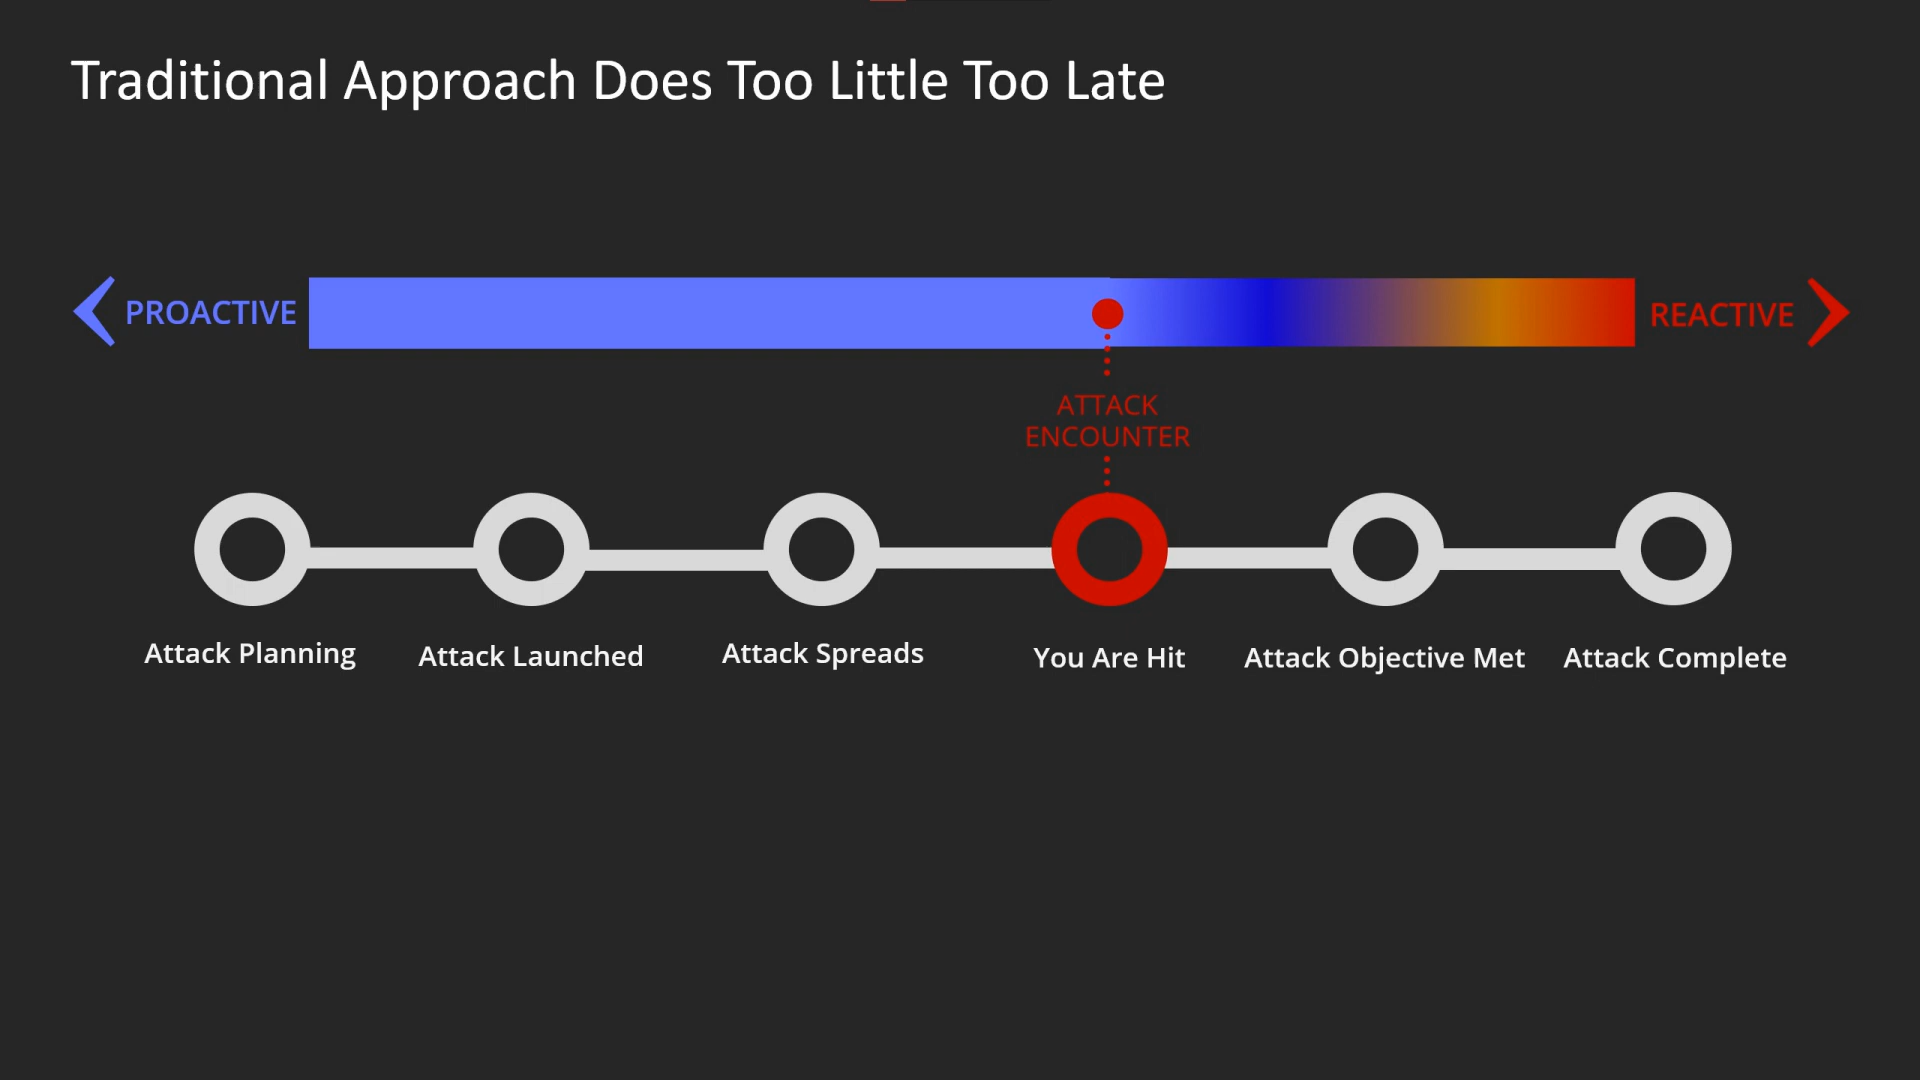 Traditional Approach Does Too Little Too Late
PROACTIVE
REACTIVE
ATTACK
ENCOUNTER
Attack Planning
Attack Launched
Attack Spreads
You Are Hit
Attack Objective Met
Attack Complete